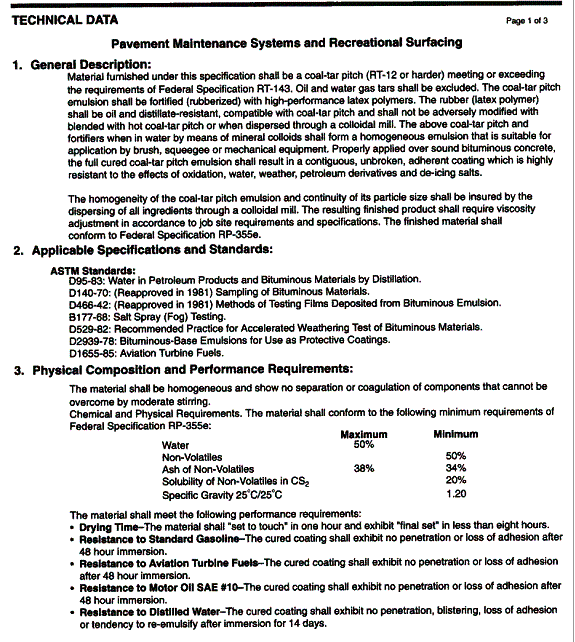 TECHNICAL DATA
Page 1 of 3
Pavement Maintenance Systems and Recreational Surfacing
1. General Description:
Material furnished under this specification shall be a coal-tar pitch (RT-12 or harder) meeting or exceeding
the requirements of Federal Specification RT-143. Oil and water gas tars shall be excluded. The coal-tar pitch
emulsion shall be fortified (rubberized) with high-performance latex polymers. The rubber (latex polymer)
shall be oil and distillate-resistant, compatible with coal-tar pitch and shall not be adversely modified with
blended with hot coal-tar pitch or when dispersed through a colloidal mill. The above coal-tar pitch and
fortifiers when in water by means of mineral colloids shall form a homogeneous emulsion that is suitable for
application by brush, squeegee or mechanical equipment. Properly applied over sound bituminous concrete,
the full cured coal-tar pitch emulsion shall result in a contiguous, unbroken, adherent coating which is highly
resistant to the effects of oxidation, water, weather, petroleum derivatives and de-icing salts.
The homogeneity of the coal-tar pitch emulsion and continuity of its particle size shall be insured by the
dispersing of all ingredients through a colloidal mill. The resulting finished product shall require viscosity
adjustment in accordance to job site requirements and specifications. The finished material shall
conform to Federal Specification RP-355e.
2. Applicable Specifications and Standards:
ASTM Standards:
D95-83: Water in Petroleum Products and Bituminous Materials by Distillation.
D140-70: (Reapproved in 1981) Sampling of Bituminous Materials.
D466-42: (Reapproved in 1981) Methods of Testing Films Deposited from Bituminous Emulsion.
B177-68: Salt Spray (Fog) Testing.
D529-82: Recommended Practice for Accelerated Weathering Test of Bituminous Materials.
D2939-78: Bituminous-Base Emulsions for Use as Protective Coatings.
D1655-85: Aviation Turbine Fuels.
3. Physical Composition and Performance Requirements:
The material shall be homogeneous and show no separation or coagulation of components that cannot be
overcome by moderate stirring.
Chemical and Physical Requirements. The material shall conform to the following minimum requirements of
Federal Specification RP-355e:
Maximum Minimum
Water 50%
Non-Volatiles 50%
Ash of Non-Volatiles 38% 34%
Solubility of Non-Volatiles in CS2 20%
Specific Gravity 25°C/25°C 1.20
The material shall meet the following performance requirements:
• Drying Time–The material shall "set to touch" in one hour and exhibit "final set" in less than eight hours.
• Resistance to Standard Gasoline–The cured coating shall exhibit no penetration or loss of adhesion after
48 hour immersion.
• Resistance to Aviation Turbine Fuels–The cured coating shall exhibit no penetration or loss of adhesion
after 48 hour immersion.
• Resistance to Motor Oil SAE #10–The cured coating shall exhibit no penetration or loss of adhesion after
48 hour immersion.
• Resistance to Distilled Water–The cured coating shall exhibit no penetration, blistering, loss of adhesion
or tendency to re-emulsify after immersion for 14 days.